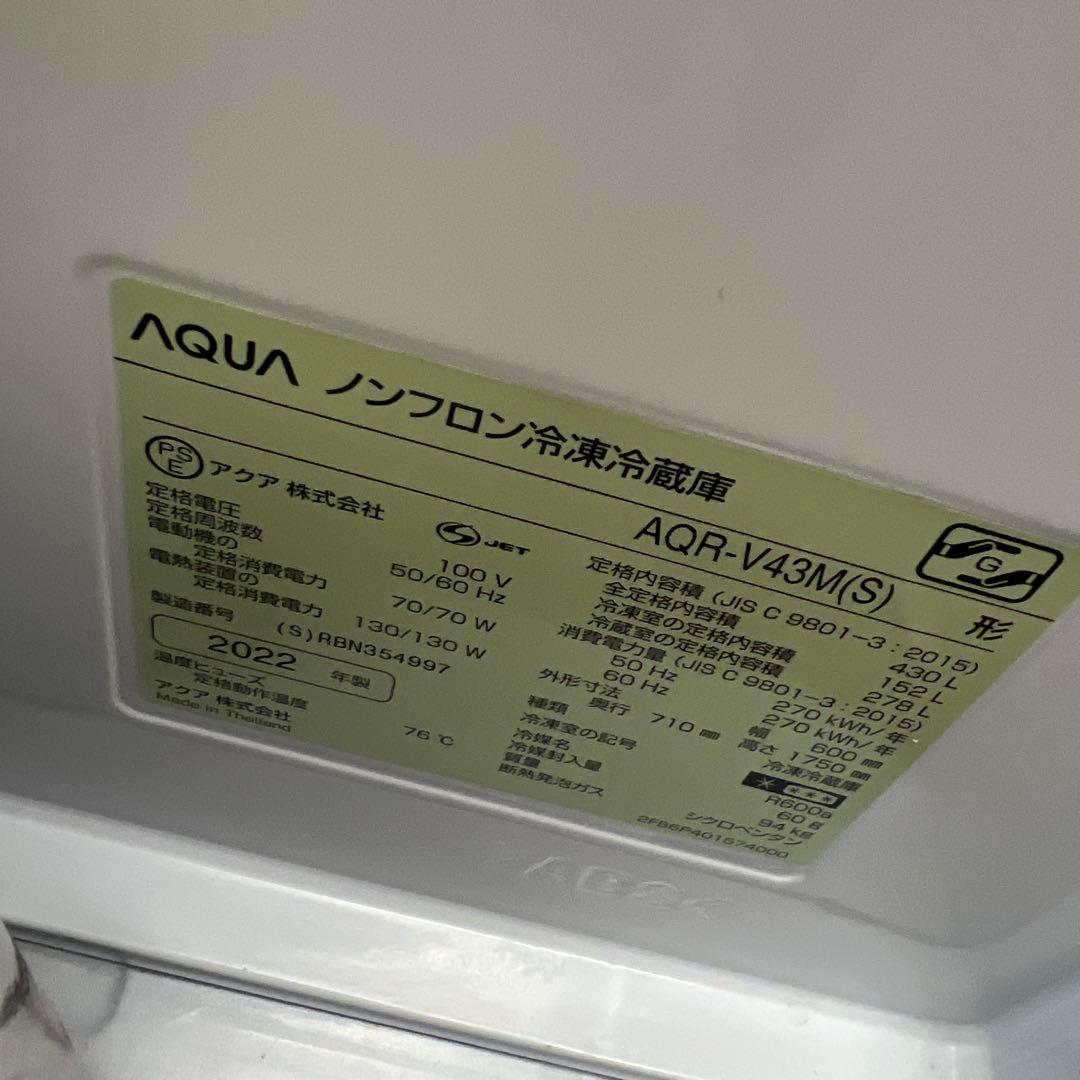 AQUA ノンフロン冷凍冷蔵庫
AQR-V43M(S) 形
G
PSE アクア 株式会社
S JET
定格電圧 100 V
定格周波数 50/60 Hz
電動機の
定格消費電力 70/70 W
電熱装置の
定格消費電力 130/130 W
製造番号 (S)RBN354997
2022 年製
温度ヒューズ
定格動作温度 76 ℃
アクア 株式会社
Made in Thailand
定格内容積 (JIS C 9801-3 : 2015)
全定格内容積 430 L
冷凍室の定格内容積 152 L
冷蔵室の定格内容積 278 L
消費電力量 (JIS C 9801-3 : 2015)
50 Hz 270 kWh/年
60 Hz 270 kWh/年
外形寸法 幅 600 ㎜
奥行 710 ㎜ 高さ 1750 ㎜
種類 冷凍冷蔵庫
冷凍室の記号 * ***
冷媒名 R600a
冷媒封入量 60 g
質量 94 kg
断熱発泡ガス シクロペンタン
2FB6P401574000